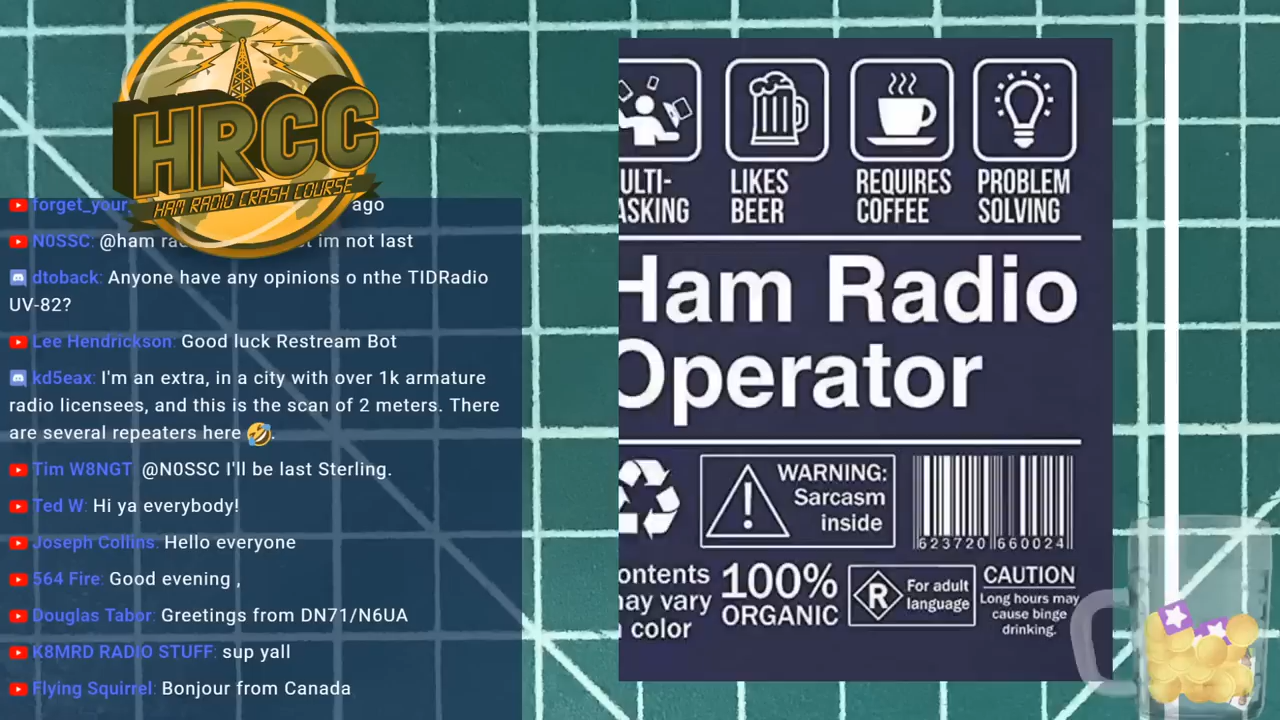 HRCC
HAM RADIO CRASH COURSE
forget_your ago
N0SSC: @ham ra t im not last
dtoback: Anyone have any opinions o nthe TIDRadio
UV-82?
Lee Hendrickson: Good luck Restream Bot
kd5eax: I'm an extra, in a city with over 1k armature
radio licensees, and this is the scan of 2 meters. There
are several repeaters here 🤣.
Tim W8NGT @N0SSC I'll be last Sterling.
Ted W: Hi ya everybody!
Joseph Collins: Hello everyone
564 Fire: Good evening ,
Douglas Tabor: Greetings from DN71/N6UA
K8MRD RADIO STUFF: sup yall
Flying Squirrel: Bonjour from Canada
ULTI-
ASKING
LIKES
BEER
REQUIRES
COFFEE
PROBLEM
SOLVING
Ham Radio
Operator
WARNING:
Sarcasm
inside
623720 660024
ontents
may vary
color
100%
ORGANIC
R
For adult
language
CAUTION
Long hours may
cause binge
drinking.